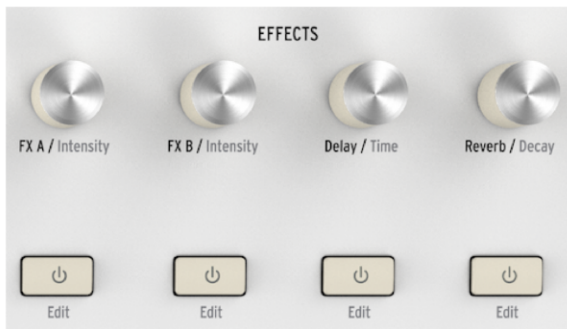 EFFECTS
FX A / Intensity
FX B / Intensity
Delay / Time
Reverb / Decay
Edit
Edit
Edit
Edit